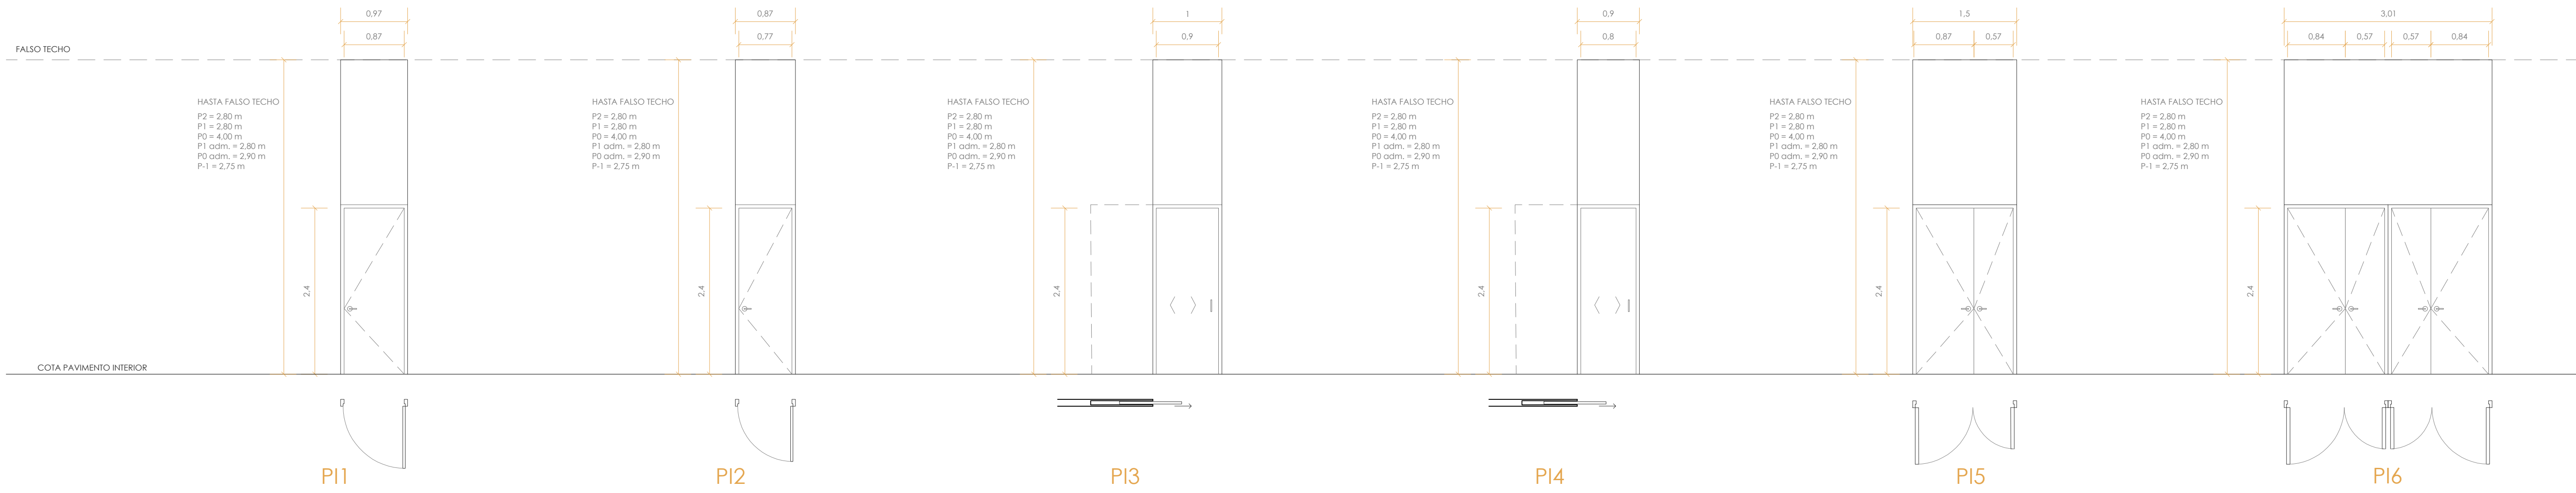 0,97
0,87
0,87
0,77
1
0,9
0,9
0,8
1,5
0,87 0,57
3,01
0,84 0,57 0,57 0,84
FALSO TECHO
HASTA FALSO TECHO
P2 = 2,80 m
P1 = 2,80 m
P0 = 4,00 m
P1 adm. = 2,80 m
P0 adm. = 2,90 m
P-1 = 2,75 m
HASTA FALSO TECHO
P2 = 2,80 m
P1 = 2,80 m
P0 = 4,00 m
P1 adm. = 2,80 m
P0 adm. = 2,90 m
P-1 = 2,75 m
HASTA FALSO TECHO
P2 = 2,80 m
P1 = 2,80 m
P0 = 4,00 m
P1 adm. = 2,80 m
P0 adm. = 2,90 m
P-1 = 2,75 m
HASTA FALSO TECHO
P2 = 2,80 m
P1 = 2,80 m
P0 = 4,00 m
P1 adm. = 2,80 m
P0 adm. = 2,90 m
P-1 = 2,75 m
HASTA FALSO TECHO
P2 = 2,80 m
P1 = 2,80 m
P0 = 4,00 m
P1 adm. = 2,80 m
P0 adm. = 2,90 m
P-1 = 2,75 m
HASTA FALSO TECHO
P2 = 2,80 m
P1 = 2,80 m
P0 = 4,00 m
P1 adm. = 2,80 m
P0 adm. = 2,90 m
P-1 = 2,75 m
2,4
2,4
2,4
2,4
2,4
2,4
COTA PAVIMENTO INTERIOR
PI1
PI2
PI3
PI4
PI5
PI6